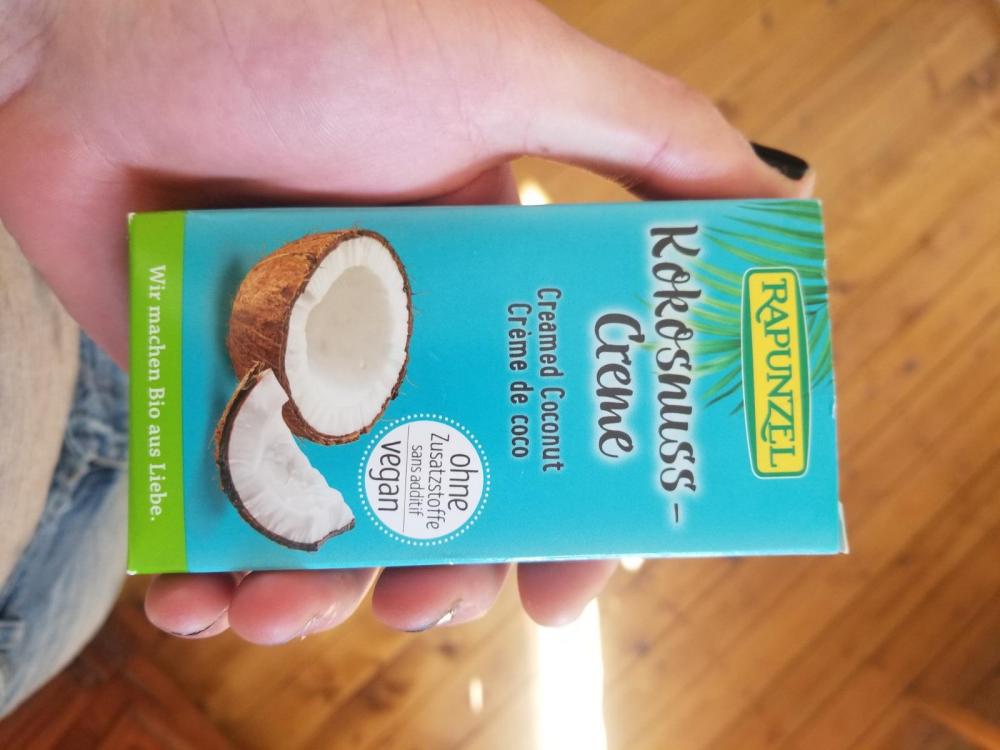 RAPUNZEL
Kokosnuss-
Creme
Creamed Coconut
Crème de coco
ohne
Zusatzstoffe
sans additif
vegan
Wir machen Bio aus Liebe.